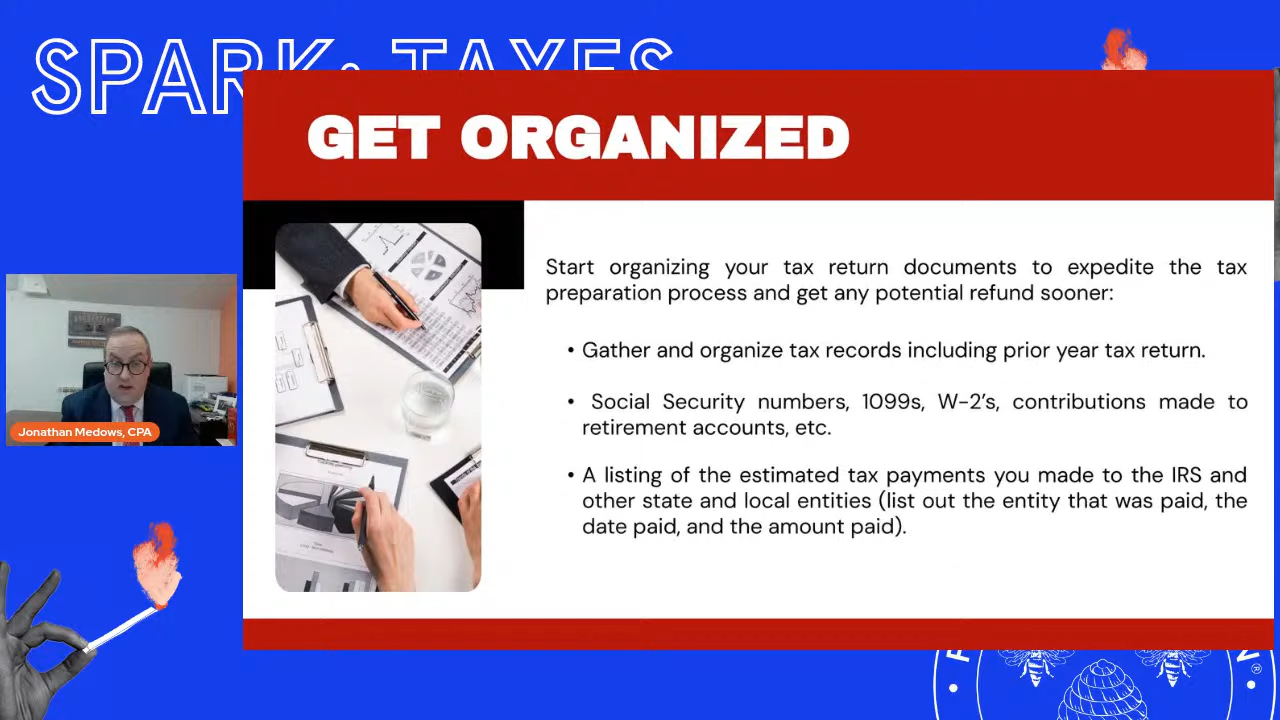 SPARK: TAXES
GET ORGANIZED
Start organizing your tax return documents to expedite the tax
preparation process and get any potential refund sooner:
• Gather and organize tax records including prior year tax return.
• Social Security numbers, 1099s, W-2’s, contributions made to
retirement accounts, etc.
• A listing of the estimated tax payments you made to the IRS and
other state and local entities (list out the entity that was paid, the
date paid, and the amount paid).
Jonathan Medows, CPA